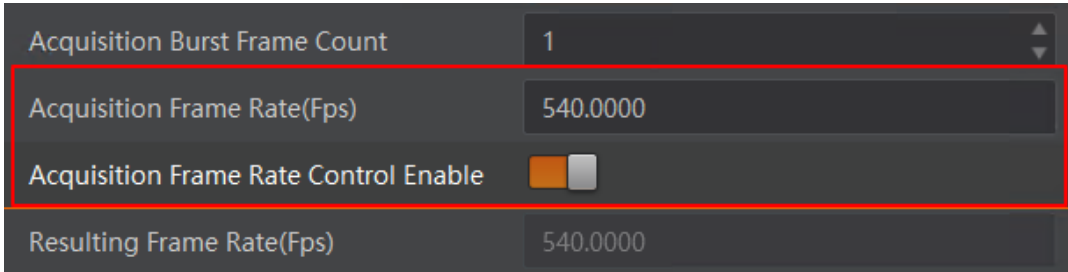 Acquisition Burst Frame Count 1
Acquisition Frame Rate(Fps) 540.0000
Acquisition Frame Rate Control Enable
Resulting Frame Rate(Fps) 540.0000